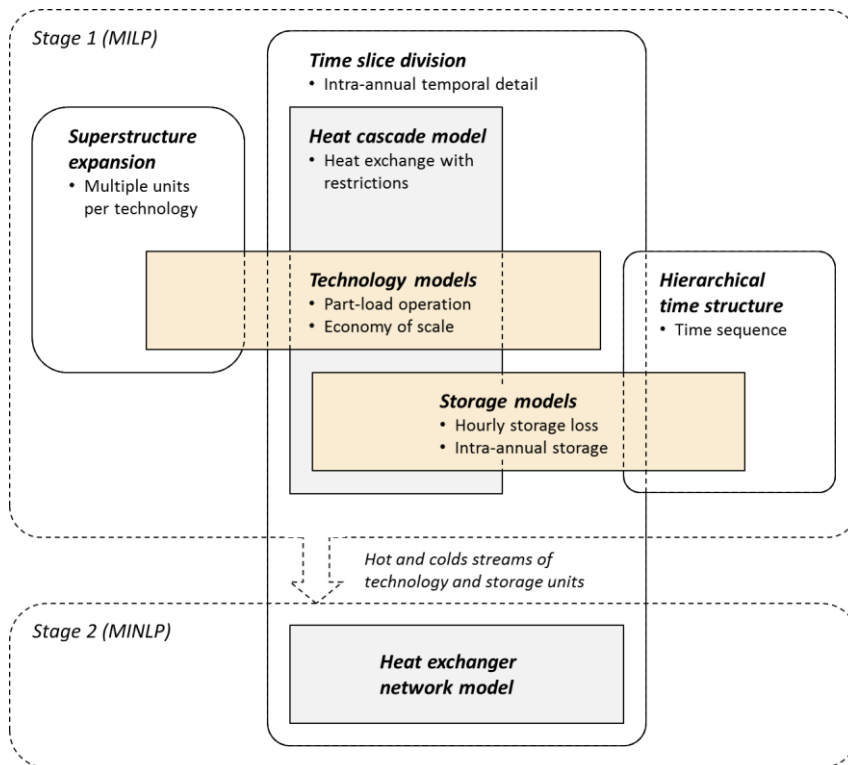 Stage 1 (MILP)
Time slice division
• Intra-annual temporal detail
Superstructure
expansion
• Multiple units
per technology
Heat cascade model
• Heat exchange with
restrictions
Technology models
• Part-load operation
• Economy of scale
Hierarchical
time structure
• Time sequence
Storage models
• Hourly storage loss
• Intra-annual storage
Hot and colds streams of
technology and storage units
Stage 2 (MINLP)
Heat exchanger
network model